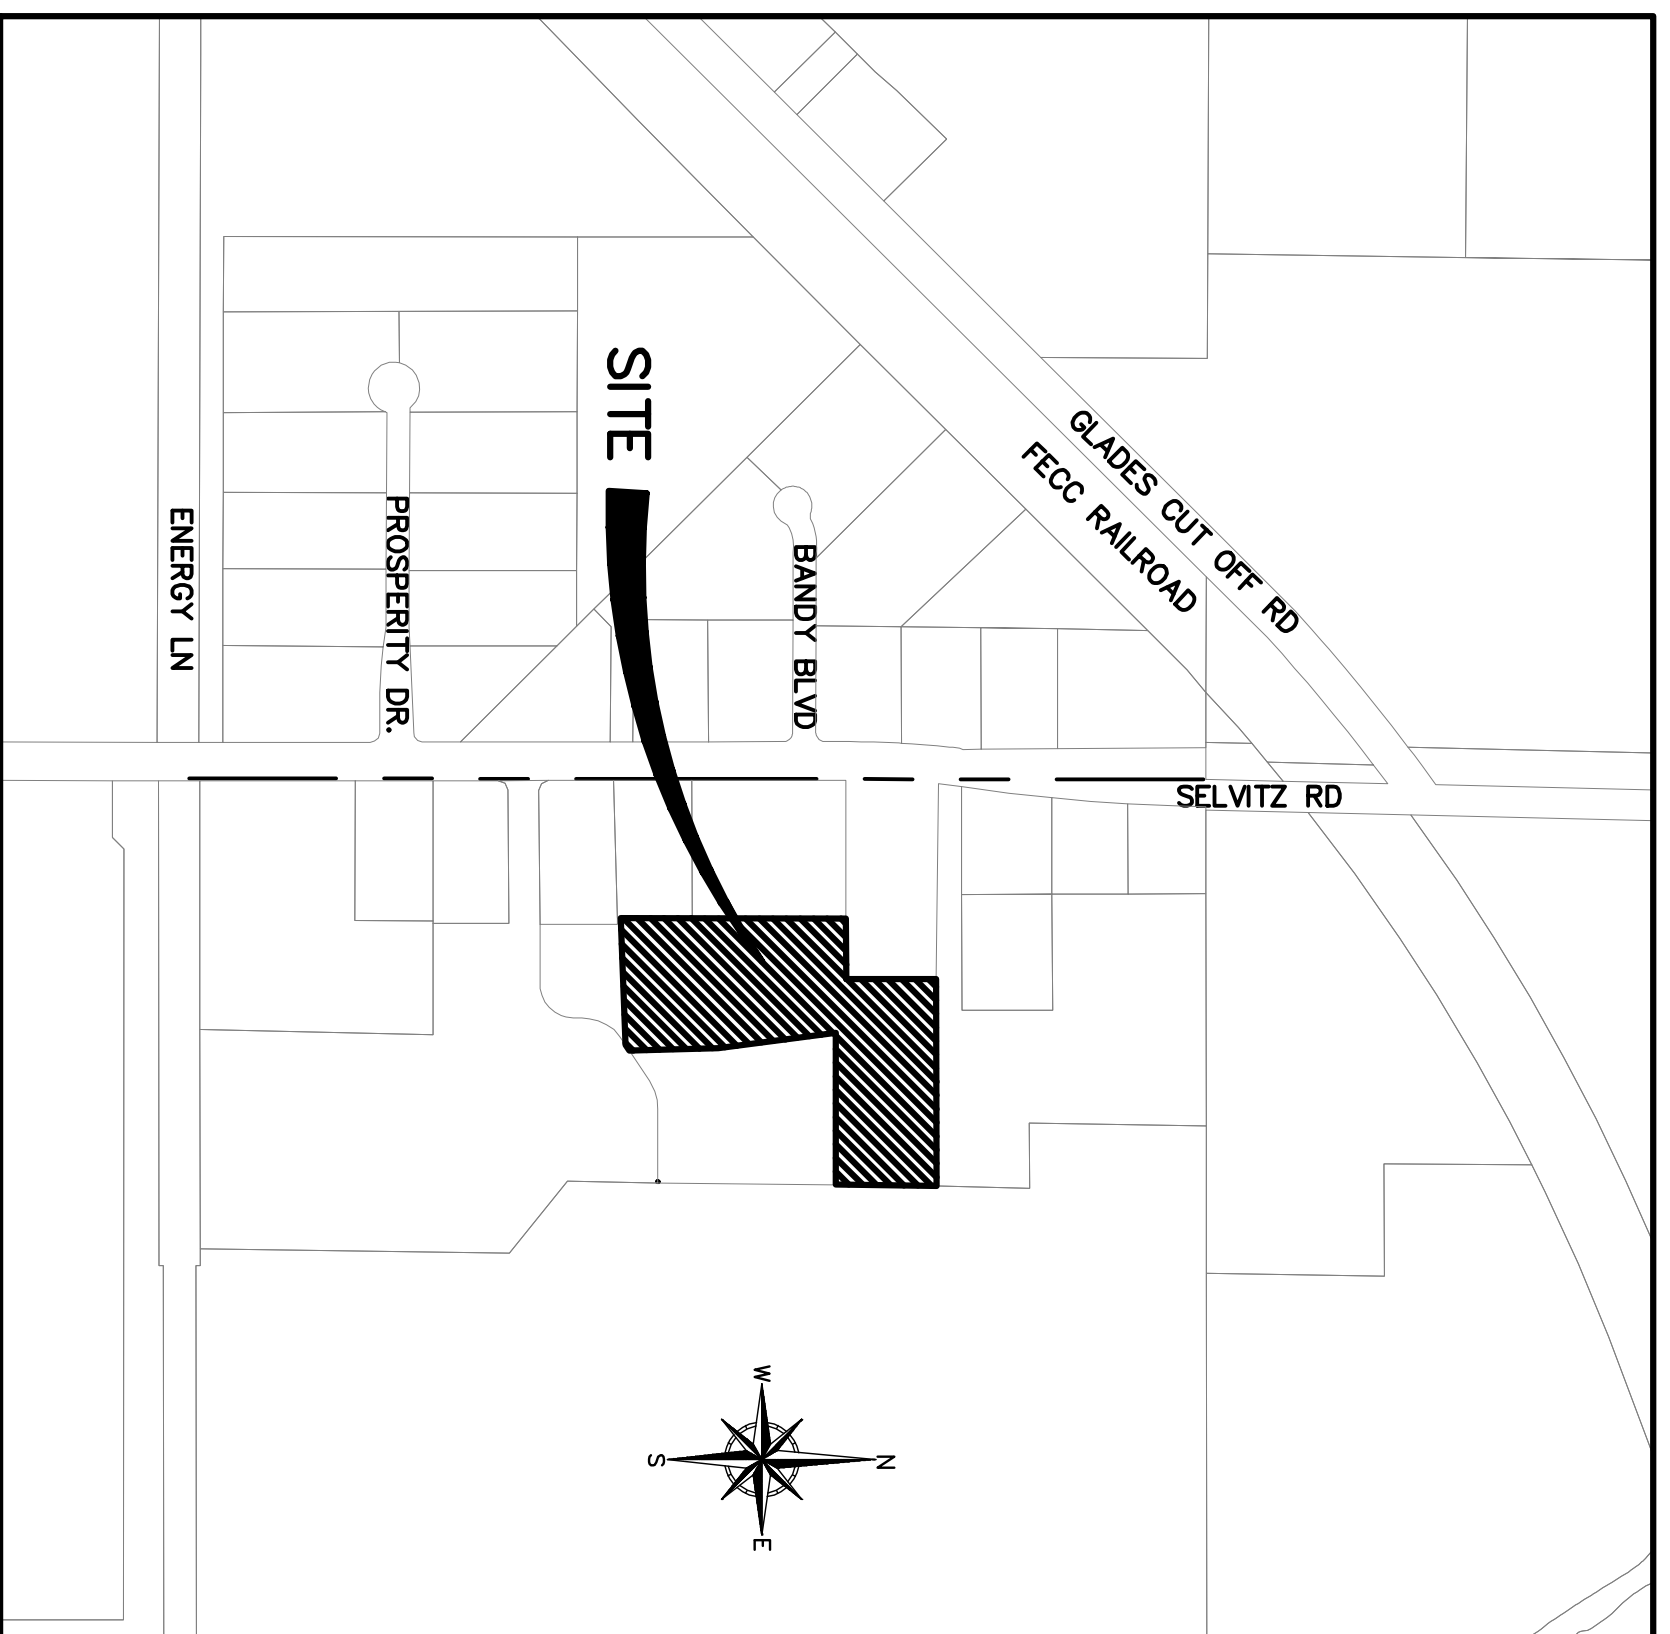 GLADES CUT OFF RD
FECC RAILROAD
SITE
BANDY BLVD
PROSPERITY DR.
ENERGY LN
SELVITZ RD
W
N
S
E